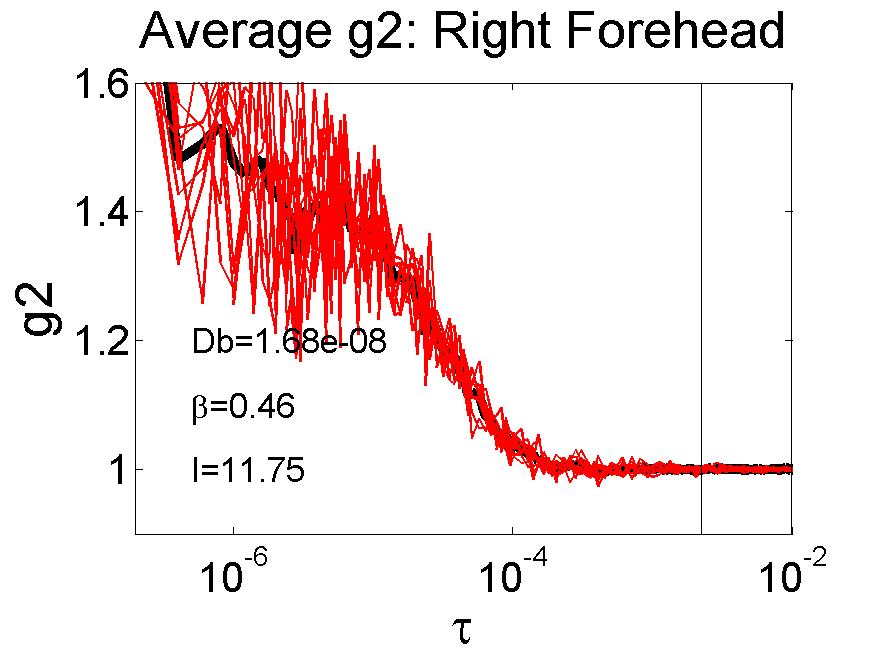 Average g2: Right Forehead
1.6
1.4
1.2
1
g2
Db=1.68e-08
β=0.46
I=11.75
10^-6
10^-4
10^-2
τ